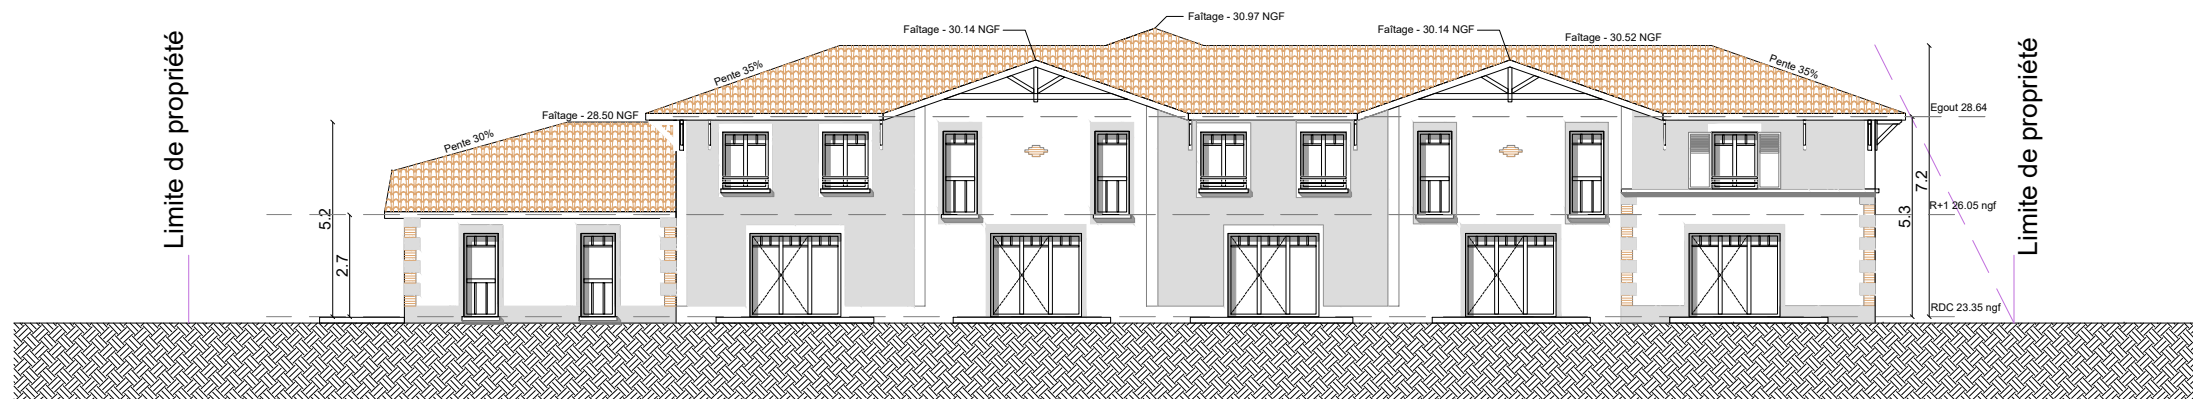 Limite de propriété
Faîtage - 30.97 NGF
Faîtage - 30.14 NGF
Faîtage - 30.14 NGF
Faîtage - 30.52 NGF
Pente 35%
Pente 35%
Limite de propriété
Faîtage - 28.50 NGF
Pente 30%
Egout 28.64
5.2
2.7
7.2
5.3
R+1 26.05 ngf
RDC 23.35 ngf